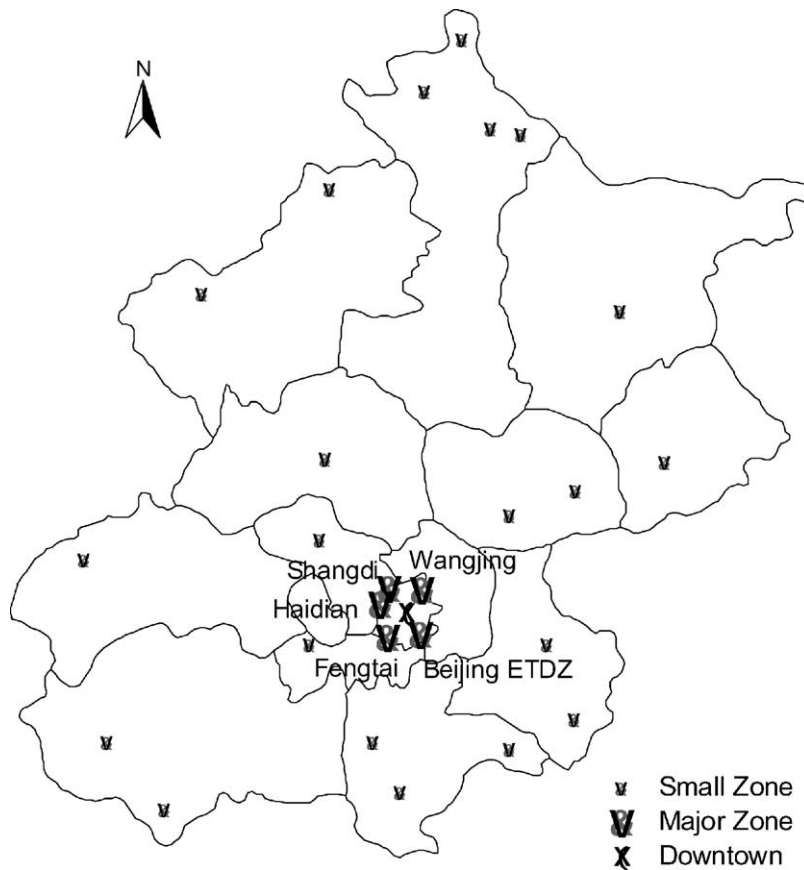 N
Shangdi
Wangjing
Haidian
Fengtai
Beijing ETDZ
Small Zone
Major Zone
Downtown